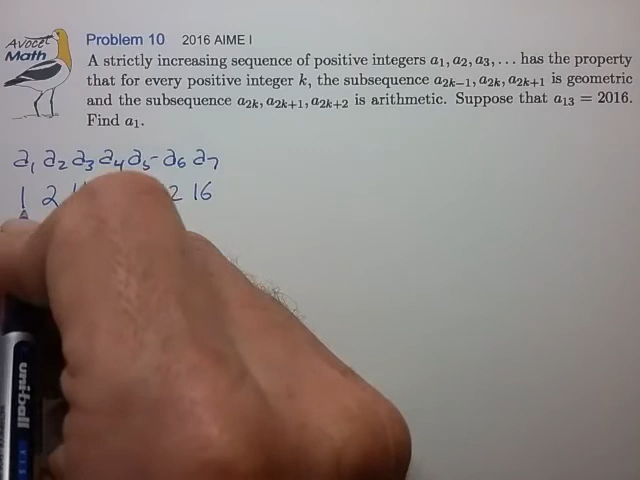 Avocet
Math
Problem 10 2016 AIME I
A strictly increasing sequence of positive integers a₁, a₂, a₃, … has the property
that for every positive integer k, the subsequence a₂ₖ₋₁, a₂ₖ, a₂ₖ₊₁ is geometric
and the subsequence a₂ₖ, a₂ₖ₊₁, a₂ₖ₊₂ is arithmetic. Suppose that a₁₃ = 2016.
Find a₁.
a₁ a₂ a₃ a₄ a₅ a₆ a₇
1 2 2 16
uni-ball